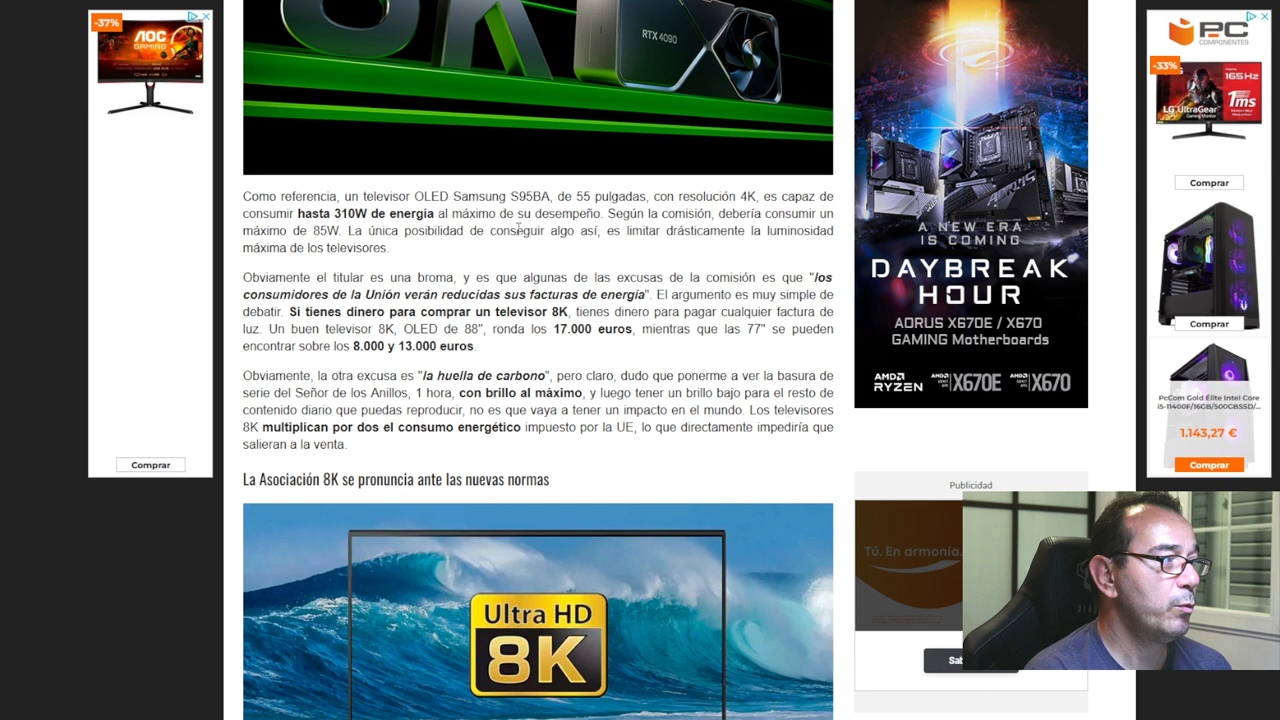 -37%
AOC
GAMING
Comprar
8K
RTX 4090
Como referencia, un televisor OLED Samsung S95BA, de 55 pulgadas, con resolución 4K, es capaz de
consumir hasta 310W de energía al máximo de su desempeño. Según la comisión, debería consumir un
máximo de 85W. La única posibilidad de conseguir algo así, es limitar drásticamente la luminosidad
máxima de los televisores.
Obviamente el titular es una broma, y es que algunas de las excusas de la comisión es que "los
consumidores de la Unión verán reducidas sus facturas de energía". El argumento es muy simple de
debatir. Si tienes dinero para comprar un televisor 8K, tienes dinero para pagar cualquier factura de
luz. Un buen televisor 8K, OLED de 88", ronda los 17.000 euros, mientras que las 77" se pueden
encontrar sobre los 8.000 y 13.000 euros.
Obviamente, la otra excusa es "la huella de carbono", pero claro, dudo que ponerme a ver la basura de
serie del Señor de los Anillos, 1 hora, con brillo al máximo, y luego tener un brillo bajo para el resto de
contenido diario que puedas reproducir, no es que vaya a tener un impacto en el mundo. Los televisores
8K multiplican por dos el consumo energético impuesto por la UE, lo que directamente impediría que
salieran a la venta.
La Asociación 8K se pronuncia ante las nuevas normas
Ultra HD
8K
A NEW ERA
IS COMING
DAYBREAK
HOUR
AORUS X670E / X670
GAMING Motherboards
AMD
RYZEN
X670E
X670
Publicidad
Tú. En armonía.
Sab
PC
COMPONENTES
-33%
165Hz
1ms
LG UltraGear
Gaming Monitor
Comprar
Comprar
PcCom Gold Élite Intel Core
i5-11400F/16GB/500GBSSD/...
1.143,27 €
Comprar